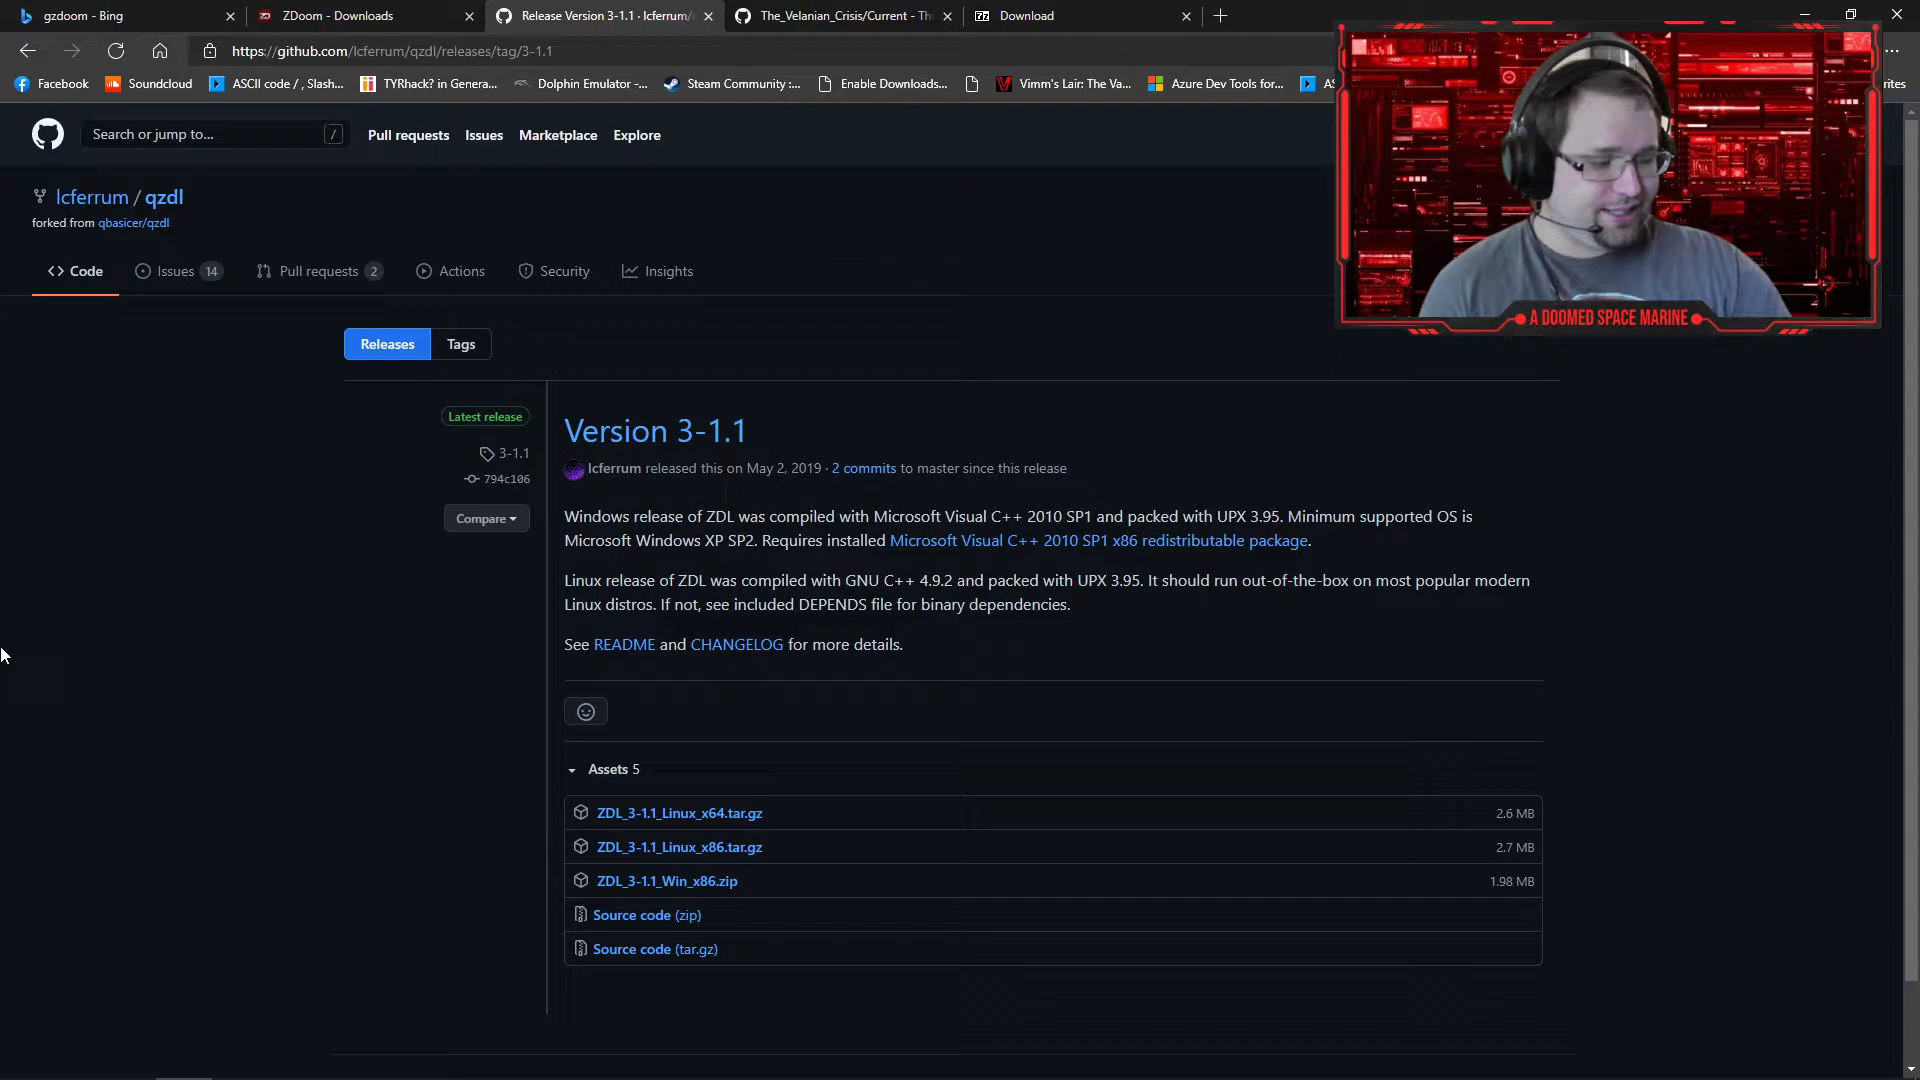 gzdoom - Bing
ZDoom - Downloads
Release Version 3-1.1 · lcferrum/
The_Velanian_Crisis/Current - Th
Download
https://github.com/lcferrum/qzdl/releases/tag/3-1.1
Facebook
Soundcloud
ASCII code / , Slash...
TYRhack? in Genera...
Dolphin Emulator -...
Steam Community :...
Enable Downloads...
Vimm's Lair: The Va...
Azure Dev Tools for...
AS
rites
Search or jump to...
/
Pull requests
Issues
Marketplace
Explore
lcferrum / qzdl
forked from qbasicer/qzdl
Code
Issues 14
Pull requests 2
Actions
Security
Insights
A DOOMED SPACE MARINE
Releases
Tags
Latest release
3-1.1
794c106
Compare
Version 3-1.1
lcferrum released this on May 2, 2019 · 2 commits to master since this release
Windows release of ZDL was compiled with Microsoft Visual C++ 2010 SP1 and packed with UPX 3.95. Minimum supported OS is
Microsoft Windows XP SP2. Requires installed Microsoft Visual C++ 2010 SP1 x86 redistributable package.
Linux release of ZDL was compiled with GNU C++ 4.9.2 and packed with UPX 3.95. It should run out-of-the-box on most popular modern
Linux distros. If not, see included DEPENDS file for binary dependencies.
See README and CHANGELOG for more details.
Assets 5
ZDL_3-1.1_Linux_x64.tar.gz
2.6 MB
ZDL_3-1.1_Linux_x86.tar.gz
2.7 MB
ZDL_3-1.1_Win_x86.zip
1.98 MB
Source code (zip)
Source code (tar.gz)